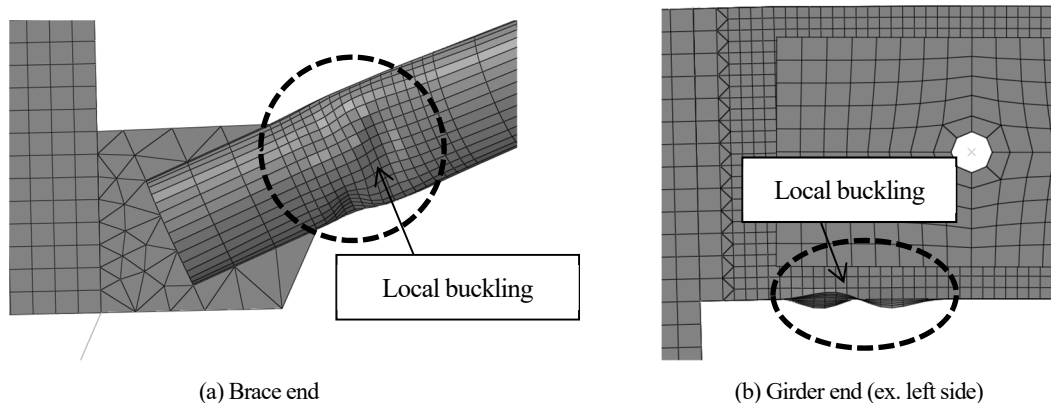 Local buckling
Local buckling
(a) Brace end
(b) Girder end (ex. left side)